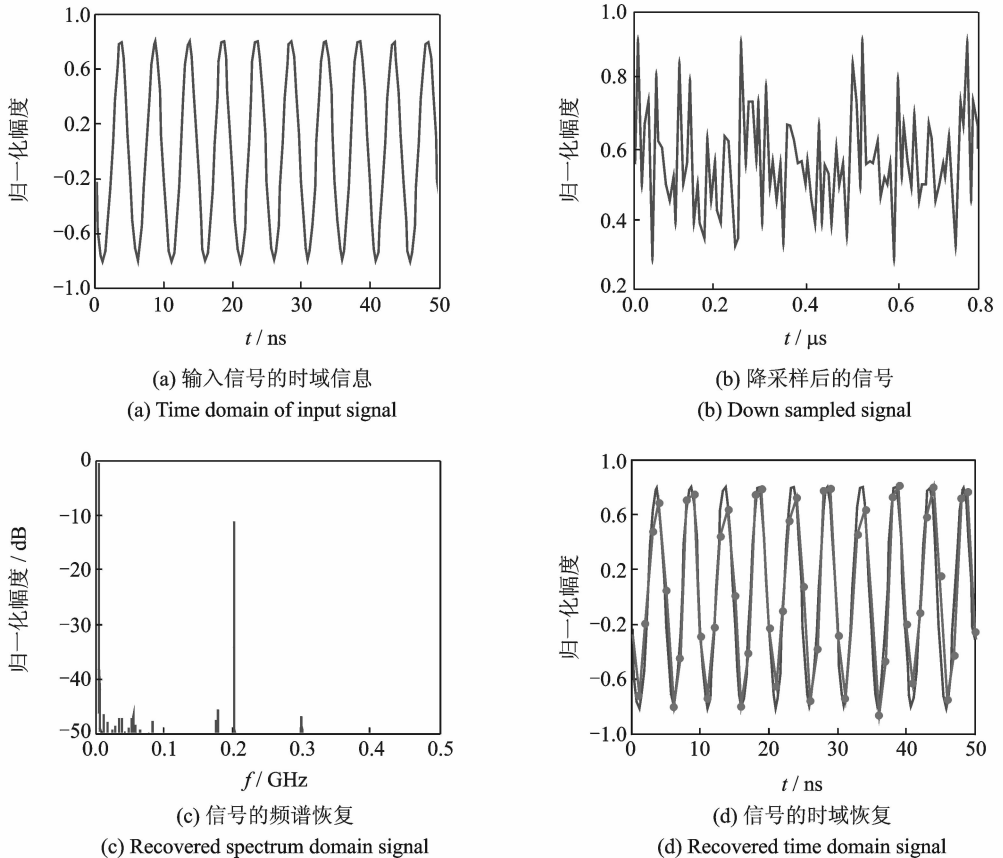 1.0
0.6
0.2
−0.2
−0.6
−1.0
归一化幅度
0 10 20 30 40 50
t / ns
(a) 输入信号的时域信息
(a) Time domain of input signal
0.8
0.6
0.4
0.2
归一化幅度
0.0 0.2 0.4 0.6 0.8
t / μs
(b) 降采样后的信号
(b) Down sampled signal
0
−10
−20
−30
−40
−50
归一化幅度 / dB
0.0 0.1 0.2 0.3 0.4 0.5
f / GHz
(c) 信号的频谱恢复
(c) Recovered spectrum domain signal
1.0
0.6
0.2
−0.2
−0.6
−1.0
归一化幅度
0 10 20 30 40 50
t / ns
(d) 信号的时域恢复
(d) Recovered time domain signal